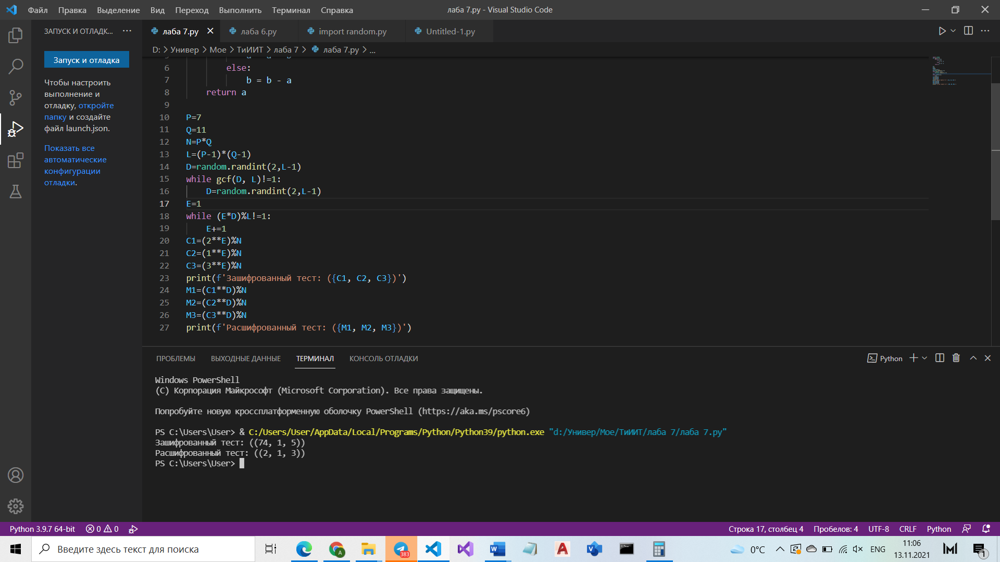 Файл Правка Выделение Вид Переход Выполнить Терминал Справка
лаба 7.py - Visual Studio Code
ЗАПУСК И ОТЛАДК... ···
лаба 7.py лаба 6.py import random.py Untitled-1.py
D: > Универ > Мое > ТиИИТ > лаба 7 > лаба 7.py > ...
Запуск и отладка
Чтобы настроить
выполнение и
отладку, откройте
папку и создайте
файл launch.json.
Показать все
автоматические
конфигурации
отладки.
6 else:
7 b = b - a
8 return a
9
10 P=7
11 Q=11
12 N=P*Q
13 L=(P-1)*(Q-1)
14 D=random.randint(2,L-1)
15 while gcf(D, L)!=1:
16 D=random.randint(2,L-1)
17 E=1
18 while (E*D)%L!=1:
19 E+=1
20 C1=(2**E)%N
21 C2=(1**E)%N
22 C3=(3**E)%N
23 print(f'Зашифрованный тест: ({C1, C2, C3})')
24 M1=(C1**D)%N
25 M2=(C2**D)%N
26 M3=(C3**D)%N
27 print(f'Расшифрованный тест: ({M1, M2, M3})')
ПРОБЛЕМЫ ВЫХОДНЫЕ ДАННЫЕ ТЕРМИНАЛ КОНСОЛЬ ОТЛАДКИ
Python
Windows PowerShell
(C) Корпорация Майкрософт (Microsoft Corporation). Все права защищены.
Попробуйте новую кроссплатформенную оболочку PowerShell (https://aka.ms/pscore6)
PS C:\Users\User> & C:/Users/User/AppData/Local/Programs/Python/Python39/python.exe "d:/Универ/Мое/ТиИИТ/лаба 7/лаба 7.py"
Зашифрованный тест: ((74, 1, 5))
Расшифрованный тест: ((2, 1, 3))
PS C:\Users\User>
Python 3.9.7 64-bit 0 0
Строка 17, столбец 4 Пробелов: 4 UTF-8 CRLF Python
Введите здесь текст для поиска
A
383
0°C
ENG
11:06
13.11.2021
1